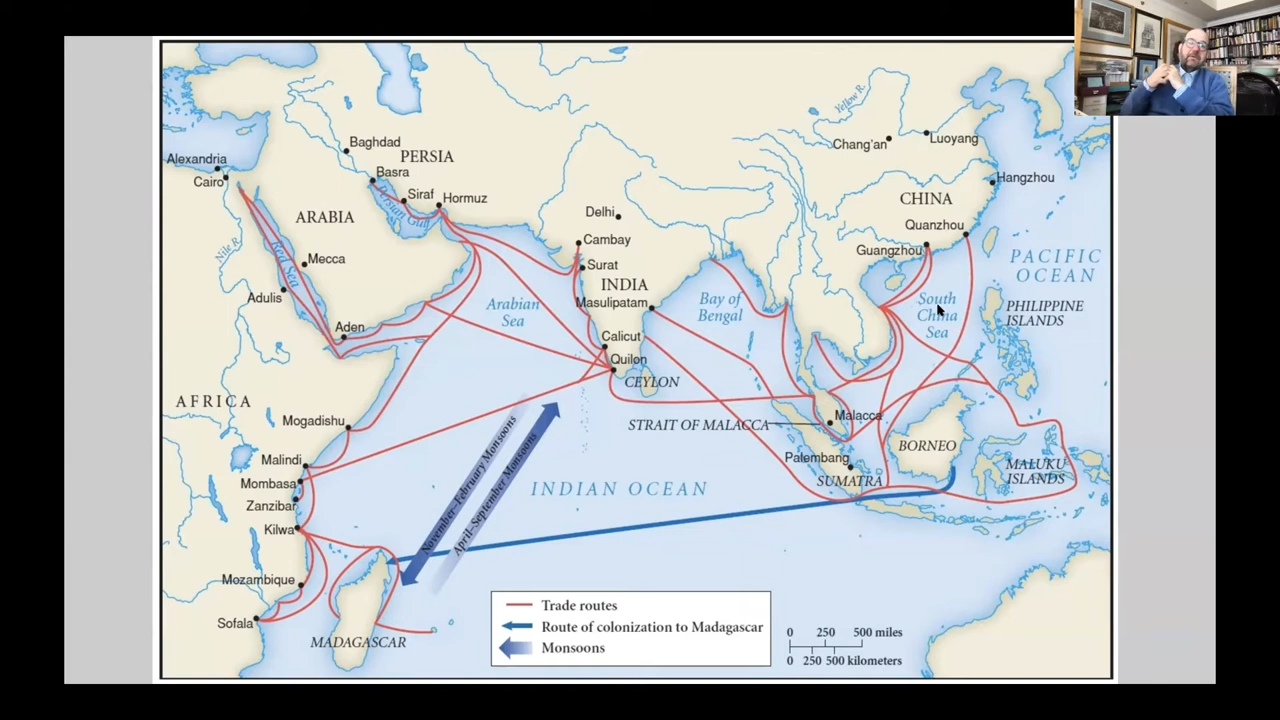 Yellow R.
Chang'an
Luoyang
Baghdad
PERSIA
Alexandria
Cairo
Basra
Siraf
Hormuz
Persian Gulf
Hangzhou
CHINA
ARABIA
Delhi
Quanzhou
Nile R.
Red Sea
Mecca
Cambay
Guangzhou
PACIFIC
OCEAN
Surat
INDIA
Adulis
Arabian
Sea
Masulipatam
Bay of
Bengal
South
China
Sea
PHILIPPINE
ISLANDS
Aden
Calicut
Quilon
CEYLON
AFRICA
Mogadishu
STRAIT OF MALACCA
Malacca
BORNEO
Malindi
Mombasa
Zanzibar
Kilwa
Palembang
SUMATRA
MALUKU
ISLANDS
INDIAN OCEAN
November–February Monsoons
April–September Monsoons
Mozambique
Sofala
MADAGASCAR
Trade routes
Route of colonization to Madagascar
Monsoons
0 250 500 miles
0 250 500 kilometers